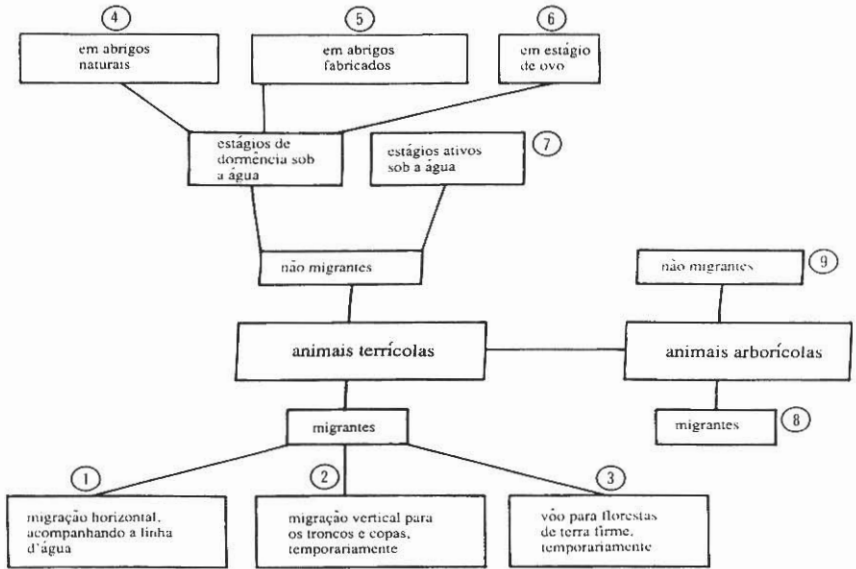 4
5
6
em abrigos
naturais
em abrigos
fabricados
em estágio
de ovo
estágios de
dormência sob
a água
estágios ativos
sob a água
7
não migrantes
não migrantes
9
animais terrícolas
animais arborícolas
migrantes
migrantes
8
1
2
3
migração horizontal,
acompanhando a linha
d'água
migração vertical para
os troncos e copas,
temporariamente
vôo para florestas
de terra firme,
temporariamente